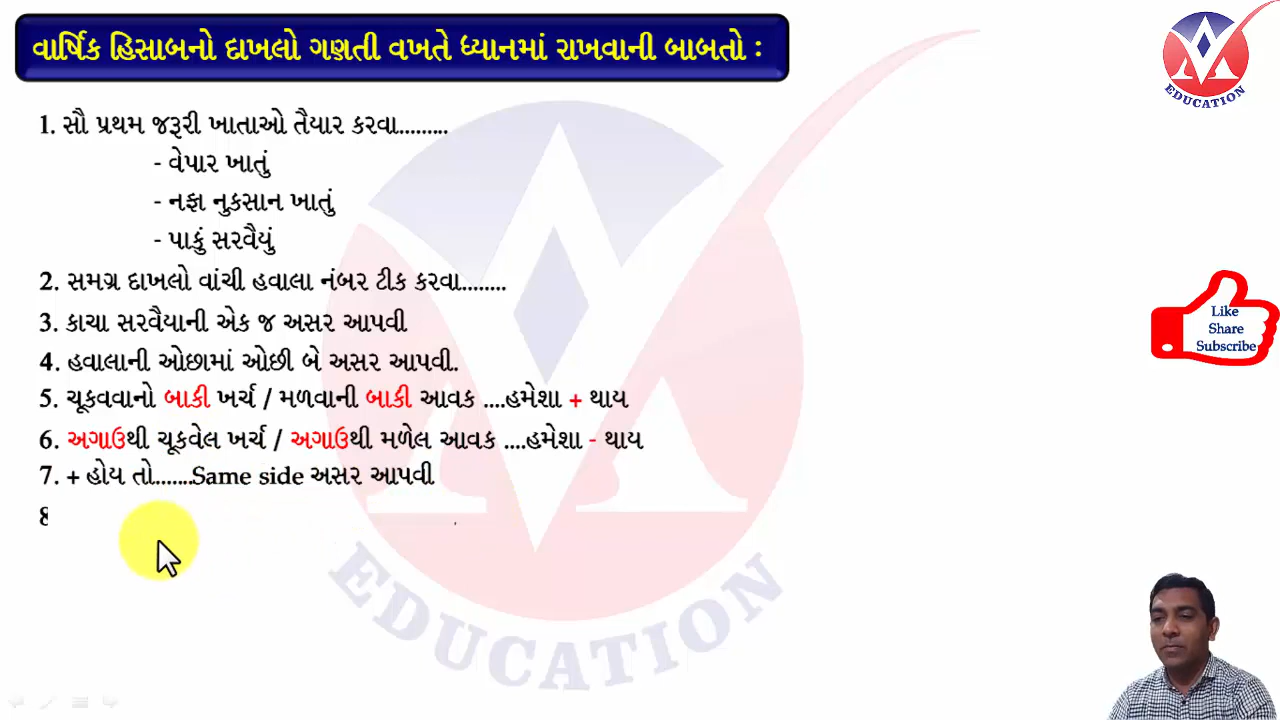 વાર્ષિક હિસાબનો દાખલો ગણતી વખતે ધ્યાનમાં રાખવાની બાબતો :
1. સૌ પ્રથમ જરૂરી ખાતાઓ તૈયાર કરવા.........
- વેપાર ખાતું
- નફા નુકસાન ખાતું
- પાકું સરવૈયું
2. સમગ્ર દાખલો વાંચી હવાલા નંબર ટીક કરવા........
3. કાચા સરવૈયાની એક જ અસર આપવી
4. હવાલાની ઓછામાં ઓછી બે અસર આપવી.
5. ચૂકવવાનો બાકી ખર્ચ / મળવાની બાકી આવક ....હમેશા + થાય
6. અગાઉથી ચૂકવેલ ખર્ચ / અગાઉથી મળેલ આવક ....હમેશા - થાય
7. + હોય તો.......Same side અસર આપવી
8
EDUCATION
Like
Share
Subscribe
EDUCATION